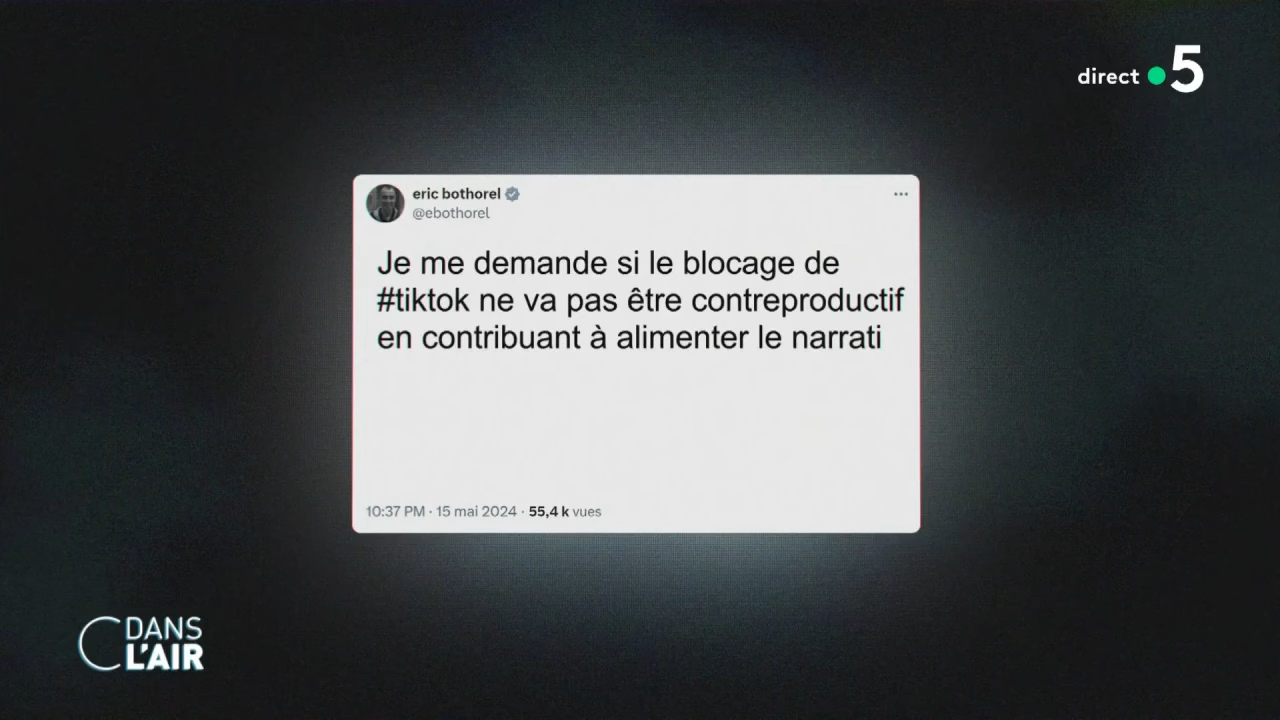 direct 5
eric bothorel
@ebothorel
Je me demande si le blocage de
#tiktok ne va pas être contreproductif
en contribuant à alimenter le narrati
10:37 PM · 15 mai 2024 · 55,4 k vues
C DANS
L'AIR